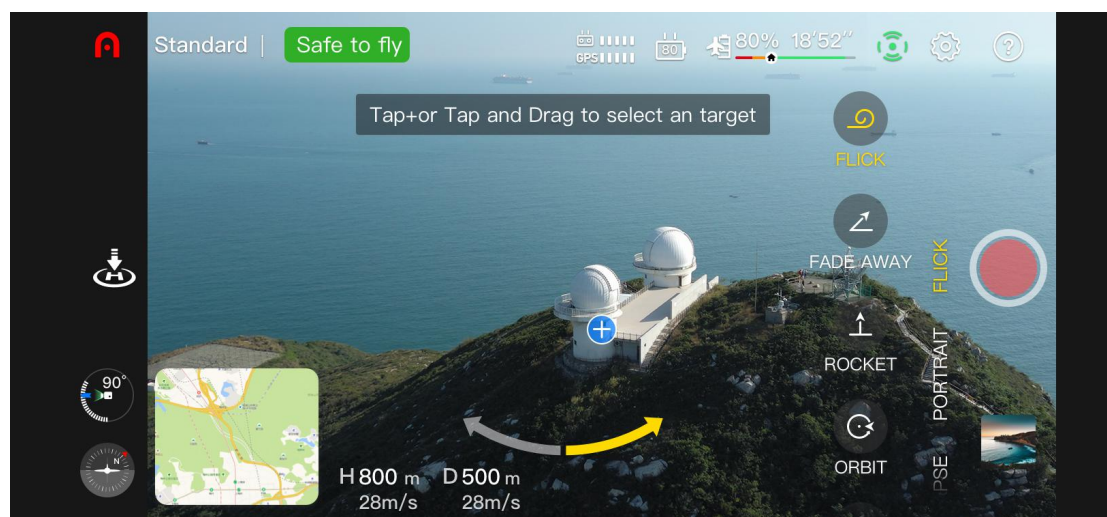 Standard |
Safe to fly
GPS
80
80% 18′52″
?
Tap+or Tap and Drag to select an target
FLICK
FADE AWAY
ROCKET
ORBIT
FLICK
PORTRAIT
PSE
90°
N
H 800 m D 500 m
28m/s 28m/s